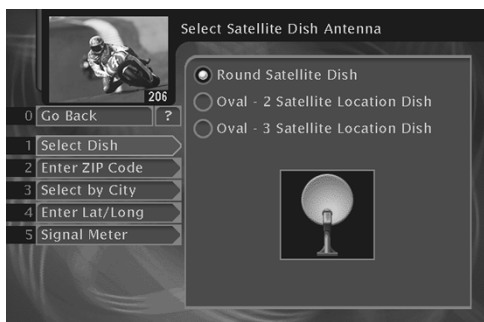 Select Satellite Dish Antenna
206
0 Go Back ?
1 Select Dish
2 Enter ZIP Code
3 Select by City
4 Enter Lat/Long
5 Signal Meter
Round Satellite Dish
Oval - 2 Satellite Location Dish
Oval - 3 Satellite Location Dish